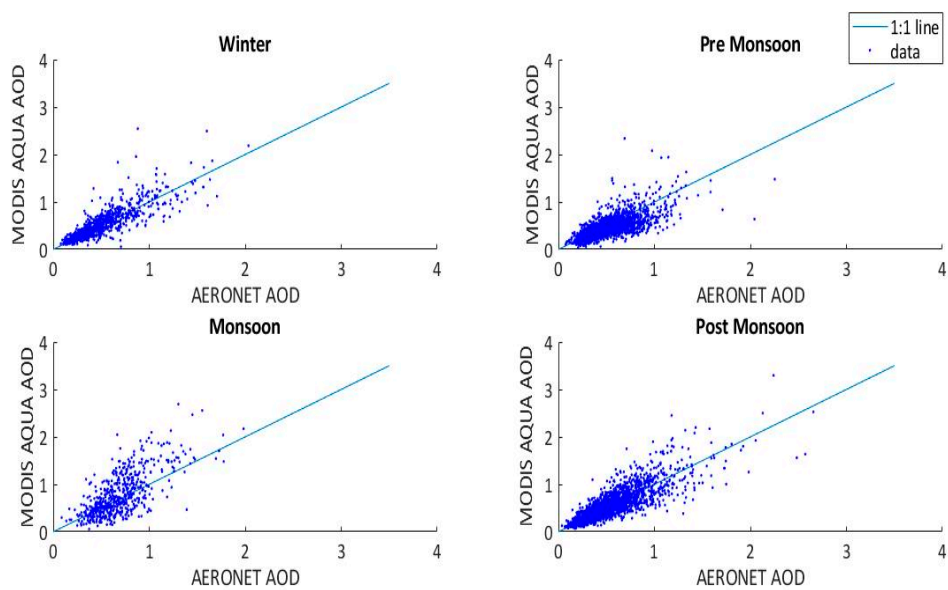 1:1 line
data
Winter
4
3
2
1
0
MODIS AQUA AOD
0 1 2 3 4
AERONET AOD
Pre Monsoon
4
3
2
1
0
MODIS AQUA AOD
0 1 2 3 4
AERONET AOD
Monsoon
4
3
2
1
0
MODIS AQUA AOD
0 1 2 3 4
AERONET AOD
Post Monsoon
4
3
2
1
0
MODIS AQUA AOD
0 1 2 3 4
AERONET AOD